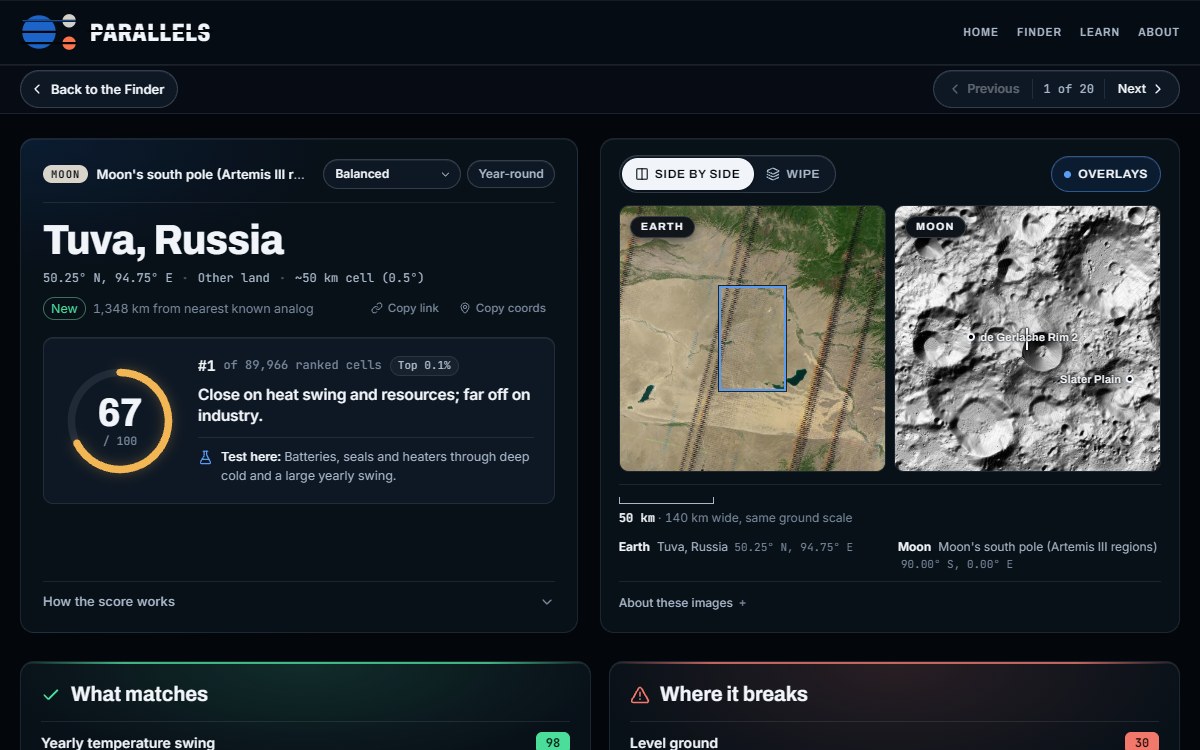 PARALLELS
HOME FINDER LEARN ABOUT
Back to the Finder
Previous 1 of 20 Next
MOON Moon's south pole (Artemis III r... Balanced Year-round
Tuva, Russia
50.25° N, 94.75° E · Other land · ~50 km cell (0.5°)
New 1,348 km from nearest known analog Copy link Copy coords
67
/ 100
#1 of 89,966 ranked cells Top 0.1%
Close on heat swing and resources; far off on
industry.
Test here: Batteries, seals and heaters through deep
cold and a large yearly swing.
How the score works
SIDE BY SIDE WIPE OVERLAYS
EARTH
MOON
de Gerlache Rim 2
Slater Plain
50 km · 140 km wide, same ground scale
Earth Tuva, Russia 50.25° N, 94.75° E
Moon Moon's south pole (Artemis III regions)
90.00° S, 0.00° E
About these images +
What matches
Yearly temperature swing 98
Where it breaks
Level ground 30